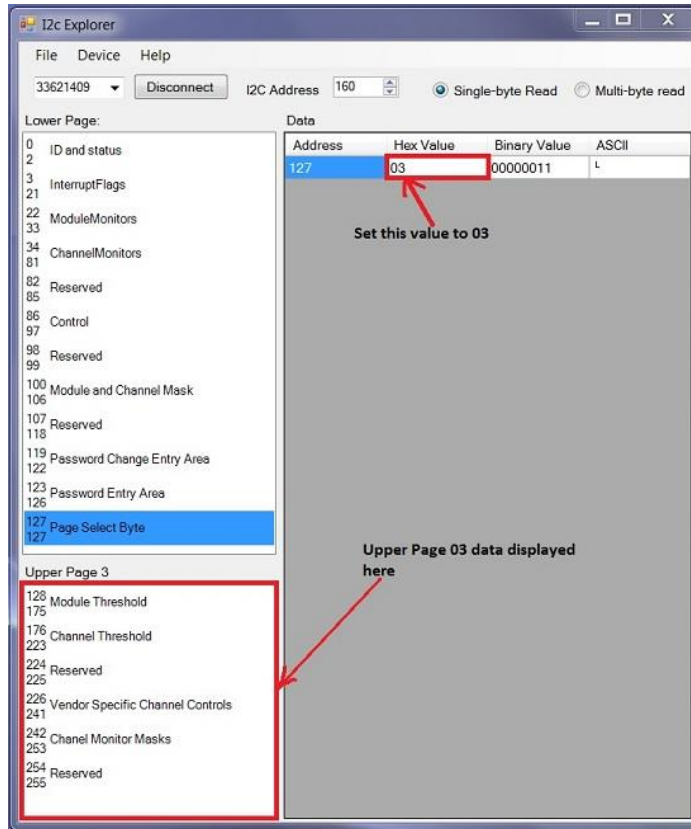 I2c Explorer
File Device Help
33621409 Disconnect I2C Address 160 Single-byte Read Multi-byte read
Lower Page:
0
2 ID and status
3
21 InterruptFlags
22
33 ModuleMonitors
34
81 ChannelMonitors
82
85 Reserved
86
97 Control
98
99 Reserved
100
106 Module and Channel Mask
107
118 Reserved
119
122 Password Change Entry Area
123
126 Password Entry Area
127
127 Page Select Byte
Data
Address Hex Value Binary Value ASCII
127 03 00000011 L
Set this value to 03
Upper Page 03 data displayed
here
Upper Page 3
128
175 Module Threshold
176
223 Channel Threshold
224
225 Reserved
226
241 Vendor Specific Channel Controls
242
253 Chanel Monitor Masks
254
255 Reserved